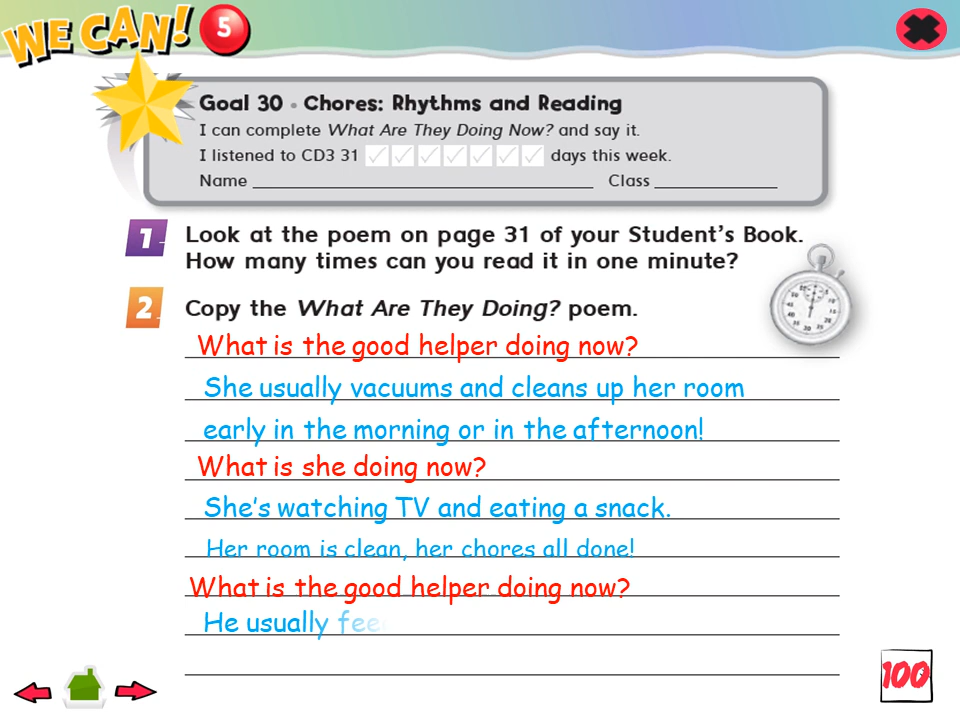 WE CAN! 5
Goal 30 • Chores: Rhythms and Reading
I can complete What Are They Doing Now? and say it.
I listened to CD3 31 ✓ ✓ ✓ ✓ ✓ ✓ ✓ days this week.
Name ____ Class ____
1 Look at the poem on page 31 of your Student's Book.
How many times can you read it in one minute?
2 Copy the What Are They Doing? poem.
What is the good helper doing now?
She usually vacuums and cleans up her room
early in the morning or in the afternoon!
What is she doing now?
She's watching TV and eating a snack.
Her room is clean, her chores all done!
What is the good helper doing now?
He usually fee
100